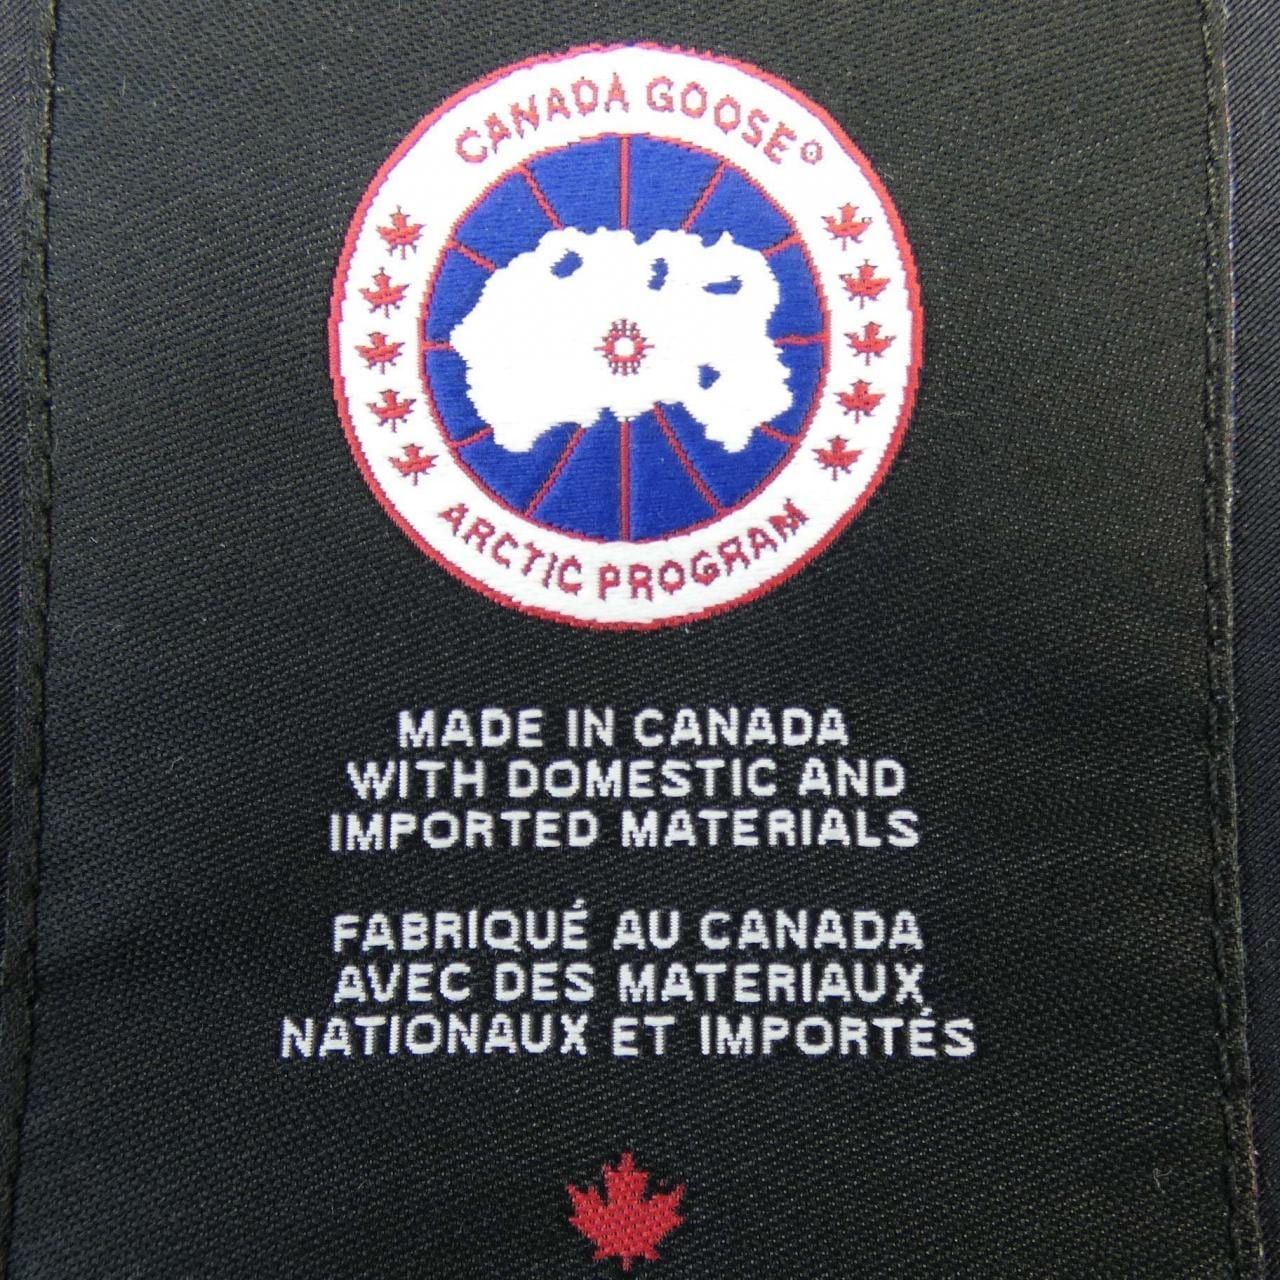 CANADA GOOSE®
ARCTIC PROGRAM
MADE IN CANADA
WITH DOMESTIC AND
IMPORTED MATERIALS
FABRIQUÉ AU CANADA
AVEC DES MATERIAUX
NATIONAUX ET IMPORTÉS